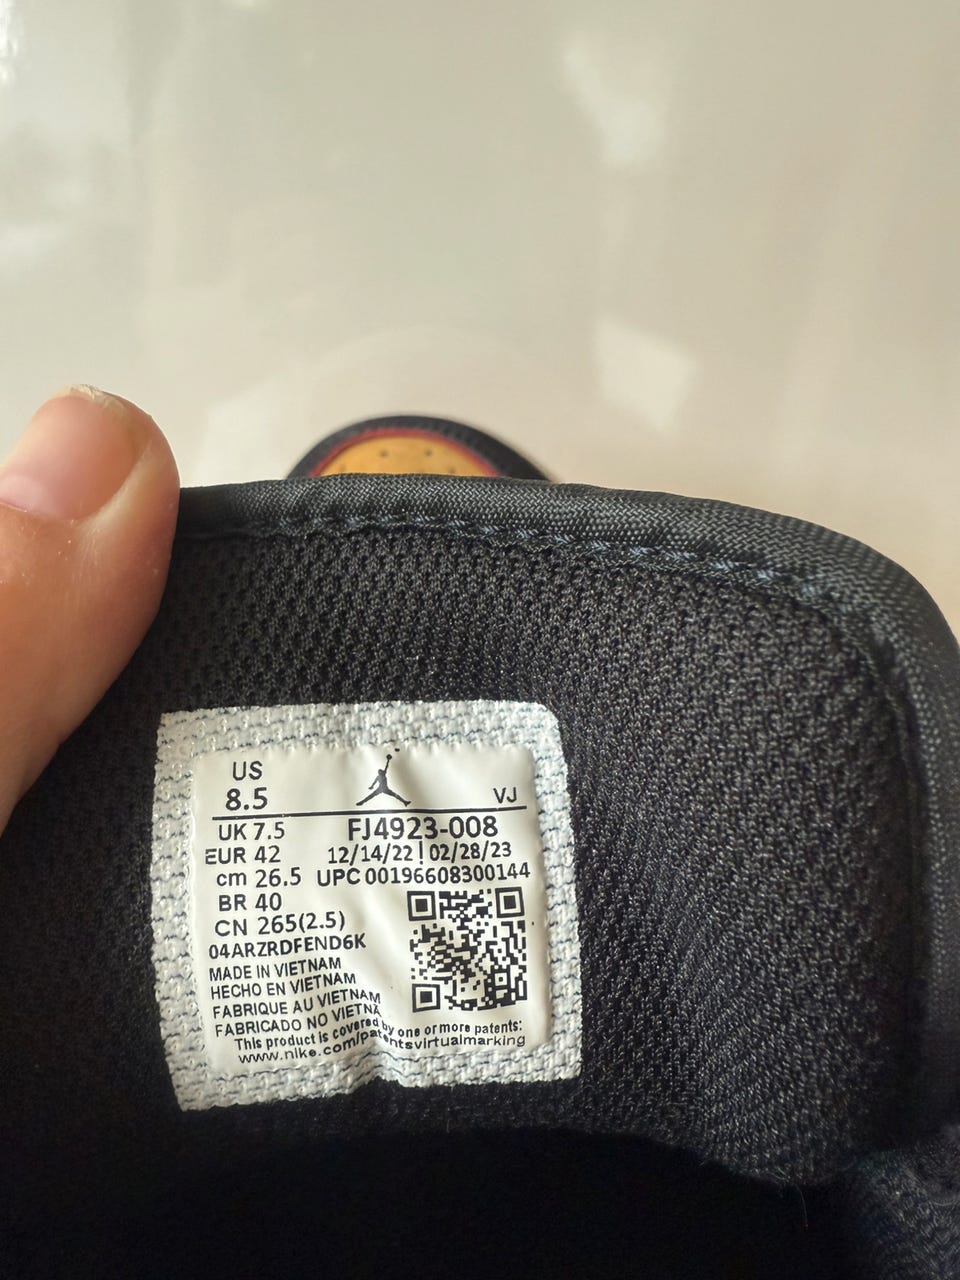 US
8.5
VJ
UK 7.5
FJ4923-008
EUR 42
12/14/22 | 02/28/23
cm 26.5
UPC 00196608300144
BR 40
CN 265(2.5)
04ARZRDFEND6K
MADE IN VIETNAM
HECHO EN VIETNAM
FABRIQUE AU VIETNAM
FABRICADO NO VIETNÃ
This product is covered by one or more patents:
www.nike.com/patentsvirtualmarking